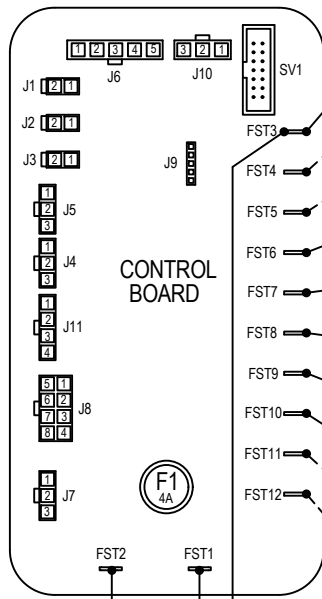 1 2 3 4 5
3 2 1
J6
J10
SV1
J1 2 1
J2 2 1
J3 2 1
FST3
J9
FST4
1
2
3
J5
FST5
1
2
3
J4
FST6
CONTROL
BOARD
FST7
1
2
3
4
J11
FST8
FST9
5 1
6 2
7 3
8 4
J8
FST10
FST11
1
2
3
J7
F1
4A
FST12
FST2
FST1